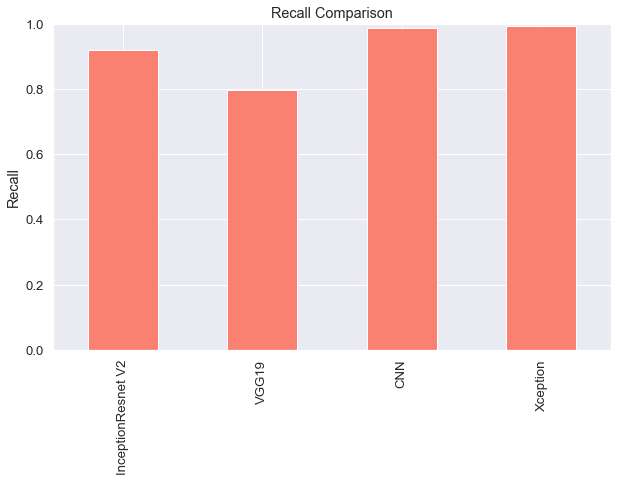 Recall Comparison
1.0
0.8
0.6
0.4
0.2
0.0
Recall
InceptionResnet V2
VGG19
CNN
Xception